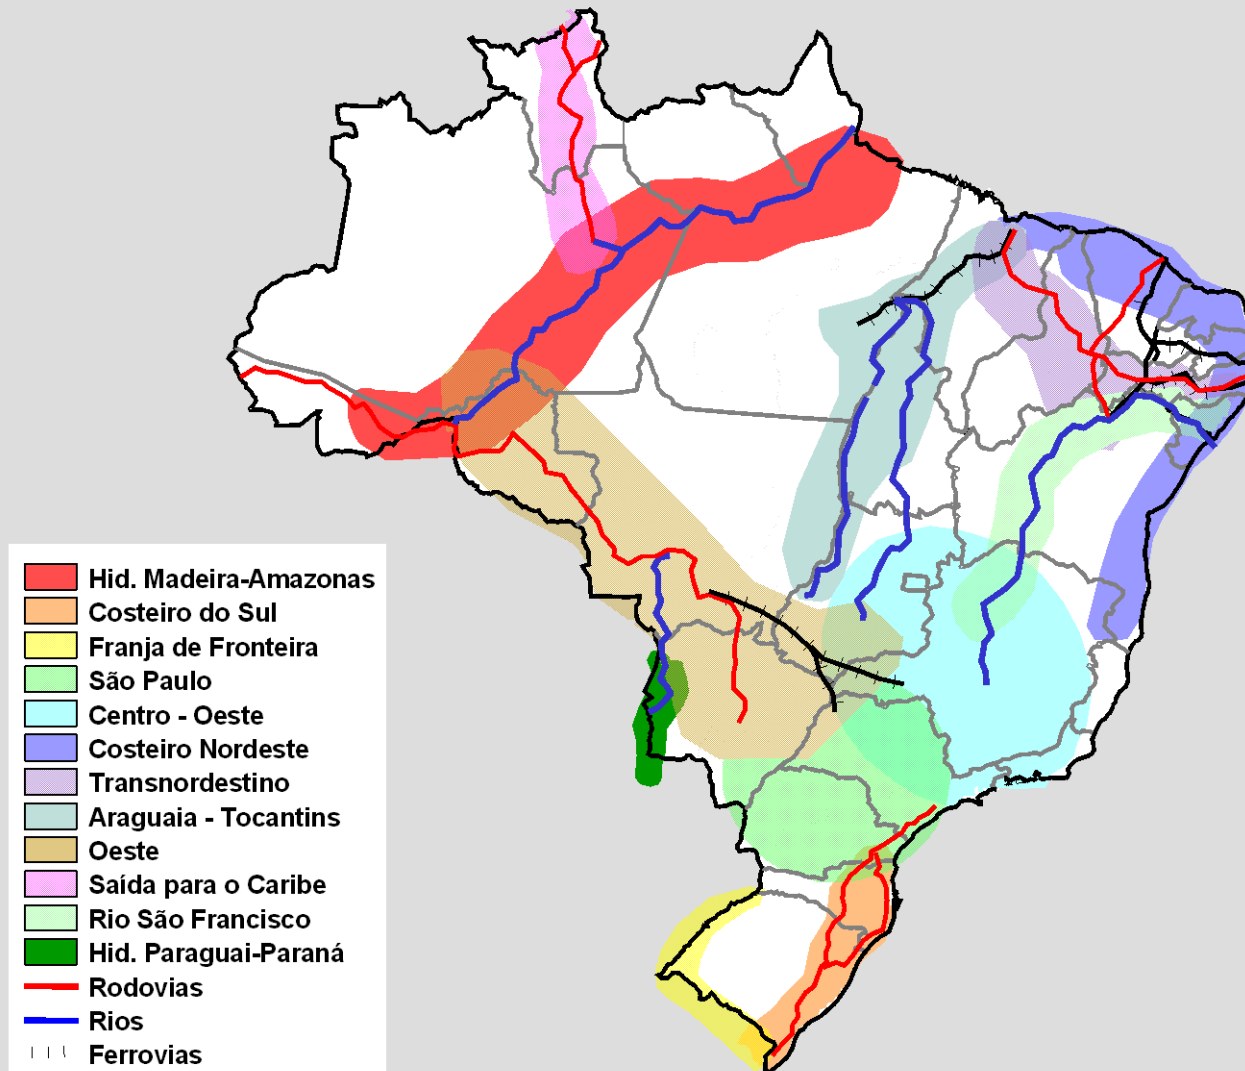 Hid. Madeira-Amazonas
Costeiro do Sul
Franja de Fronteira
São Paulo
Centro - Oeste
Costeiro Nordeste
Transnordestino
Araguaia - Tocantins
Oeste
Saída para o Caribe
Rio São Francisco
Hid. Paraguai-Paraná
Rodovias
Rios
Ferrovias